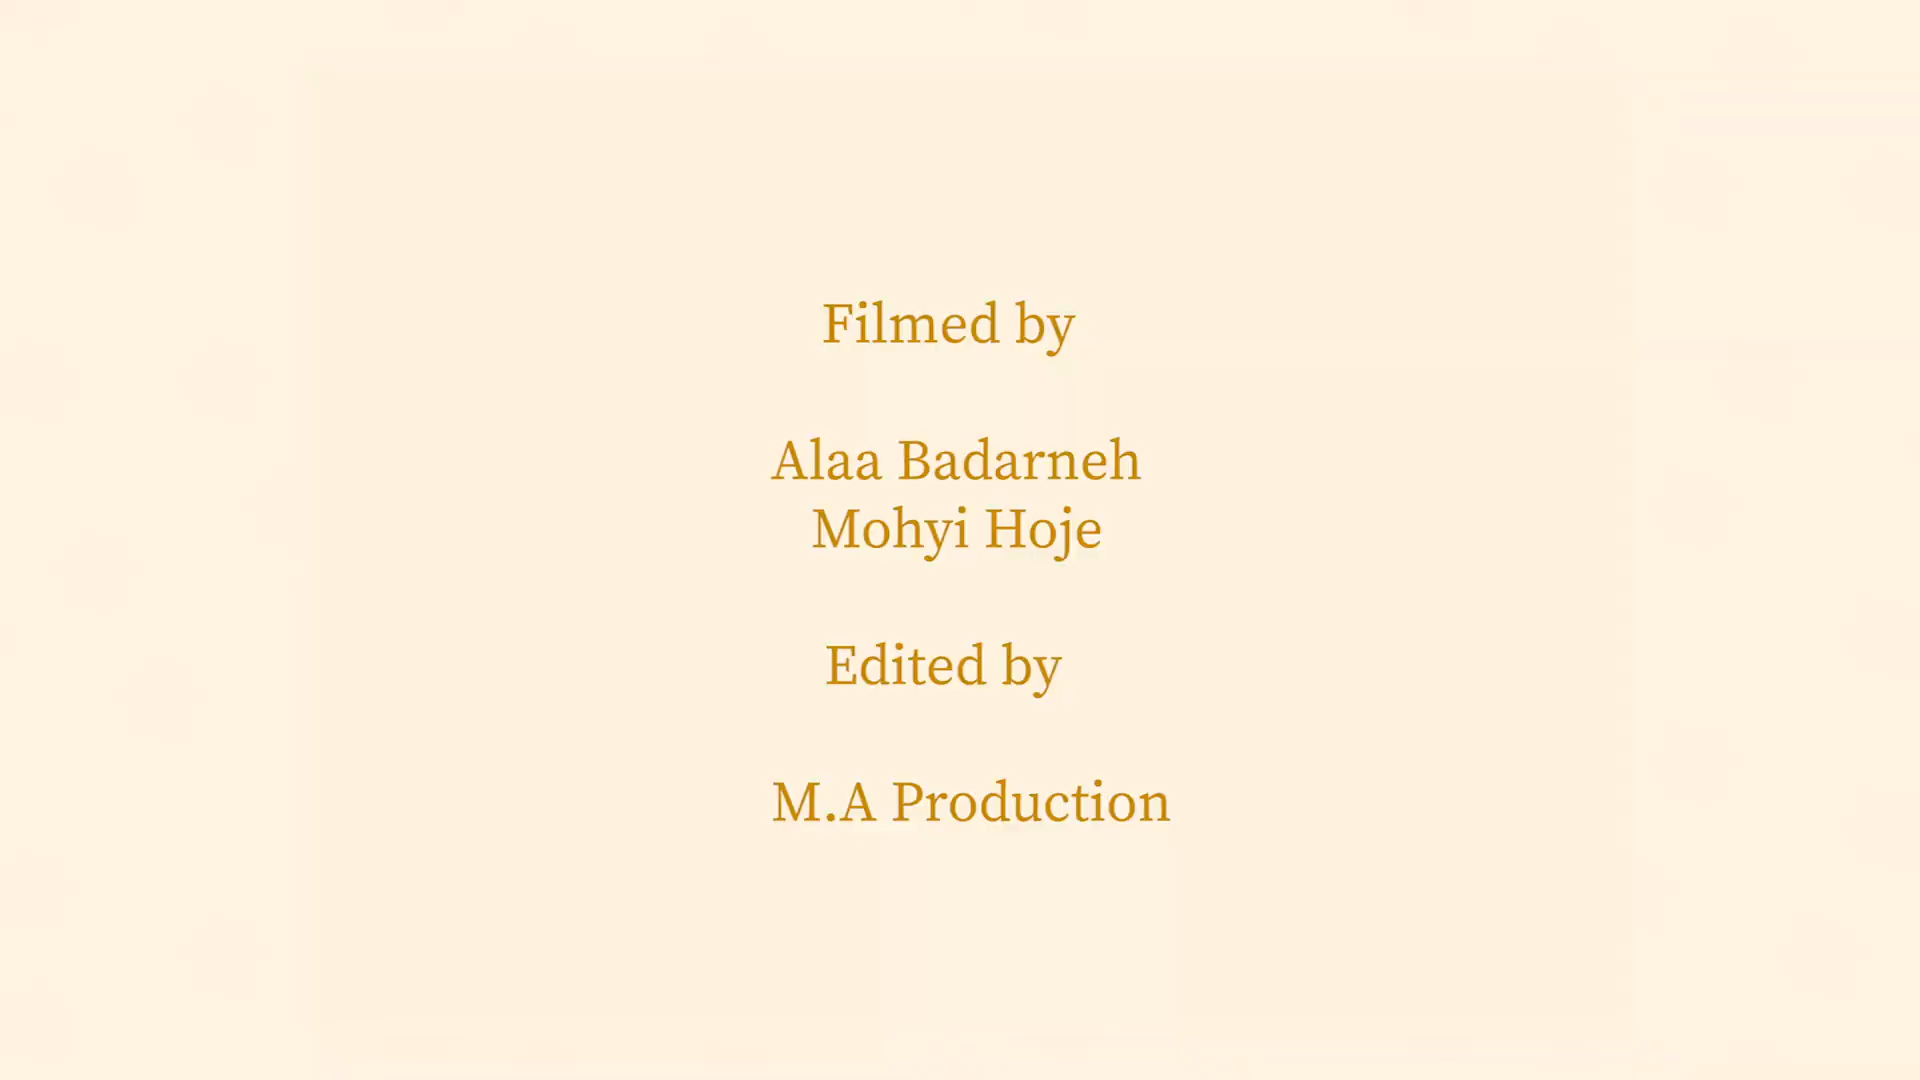 Filmed by
Alaa Badarneh
Mohyi Hoje
Edited by
M.A Production